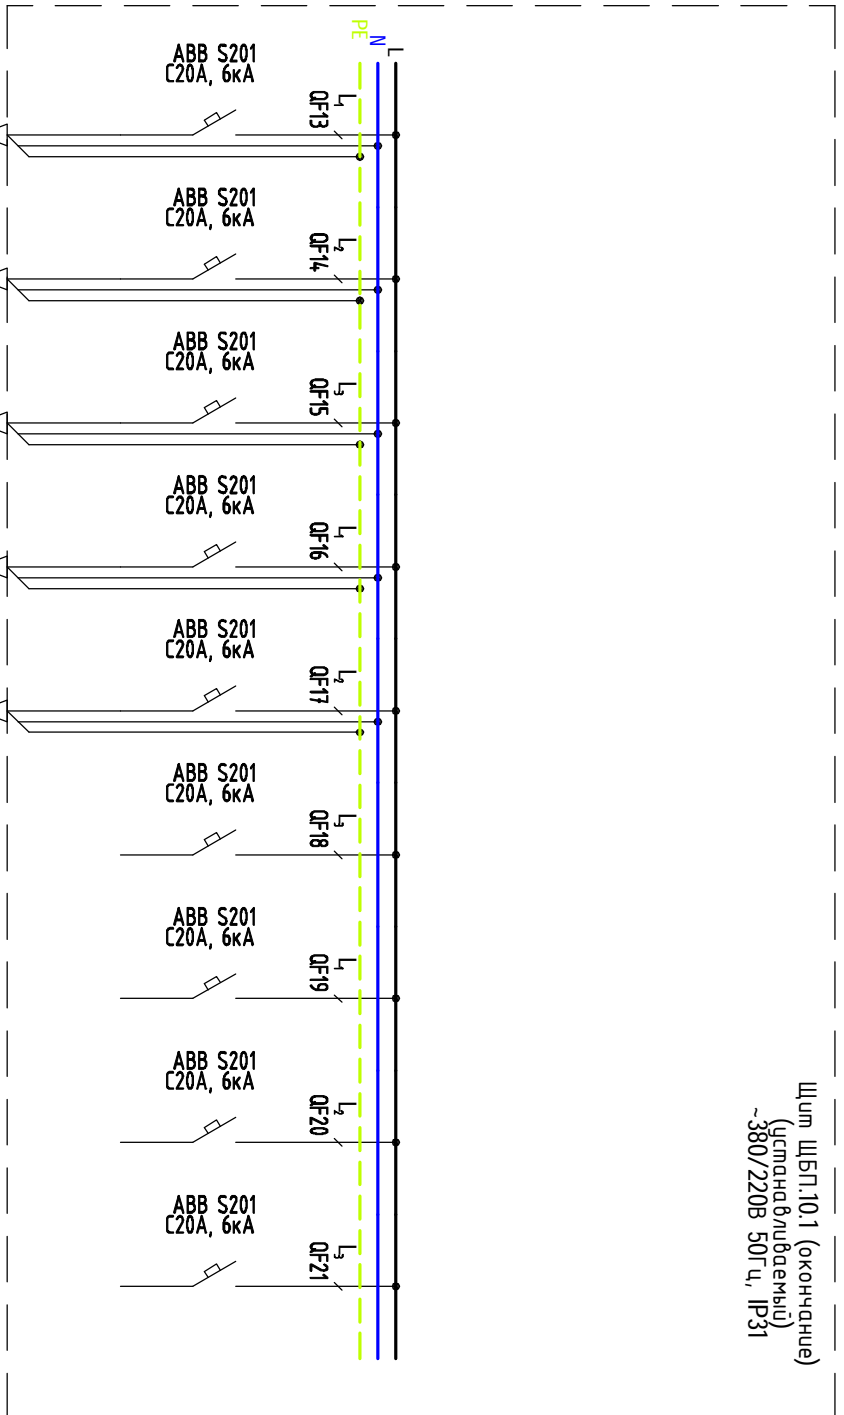 PE
N
L
ABB S201
C20A, 6кА
L1
QF13
ABB S201
C20A, 6кА
L2
QF14
ABB S201
C20A, 6кА
L3
QF15
ABB S201
C20A, 6кА
L1
QF16
ABB S201
C20A, 6кА
L2
QF17
ABB S201
C20A, 6кА
L3
QF18
ABB S201
C20A, 6кА
L1
QF19
ABB S201
C20A, 6кА
L2
QF20
ABB S201
C20A, 6кА
L3
QF21
Щит ЩБП.10.1 (окончание)
(устанавливаемый)
~380/220В 50Гц, IP31